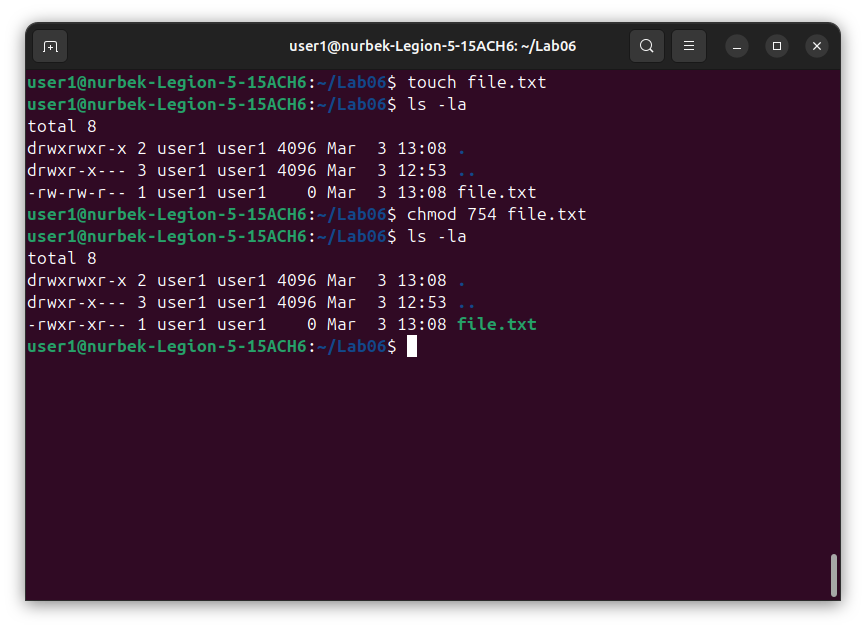 user1@nurbek-Legion-5-15ACH6: ~/Lab06
user1@nurbek-Legion-5-15ACH6:~/Lab06$ touch file.txt
user1@nurbek-Legion-5-15ACH6:~/Lab06$ ls -la
total 8
drwxrwxr-x 2 user1 user1 4096 Mar  3 13:08 .
drwxr-x--- 3 user1 user1 4096 Mar  3 12:53 ..
-rw-rw-r-- 1 user1 user1    0 Mar  3 13:08 file.txt
user1@nurbek-Legion-5-15ACH6:~/Lab06$ chmod 754 file.txt
user1@nurbek-Legion-5-15ACH6:~/Lab06$ ls -la
total 8
drwxrwxr-x 2 user1 user1 4096 Mar  3 13:08 .
drwxr-x--- 3 user1 user1 4096 Mar  3 12:53 ..
-rwxr-xr-- 1 user1 user1    0 Mar  3 13:08 file.txt
user1@nurbek-Legion-5-15ACH6:~/Lab06$